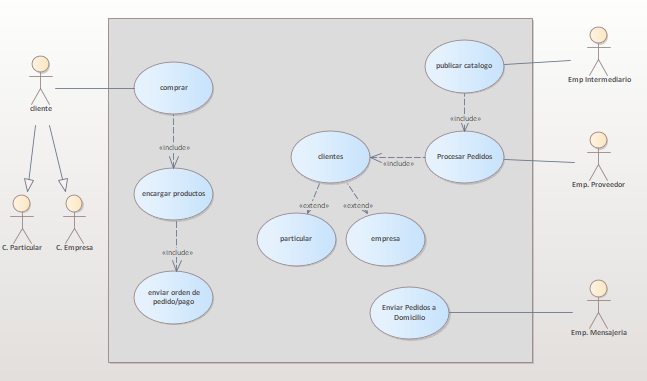 publicar catalogo
Emp Intermediario
comprar
cliente
«include»
«include»
clientes
Procesar Pedidos
«include»
Emp. Proveedor
encargar productos
«extend»
«extend»
C. Particular
C. Empresa
particular
empresa
«include»
enviar orden de
pedido/pago
Enviar Pedidos a
Domicilio
Emp. Mensajeria